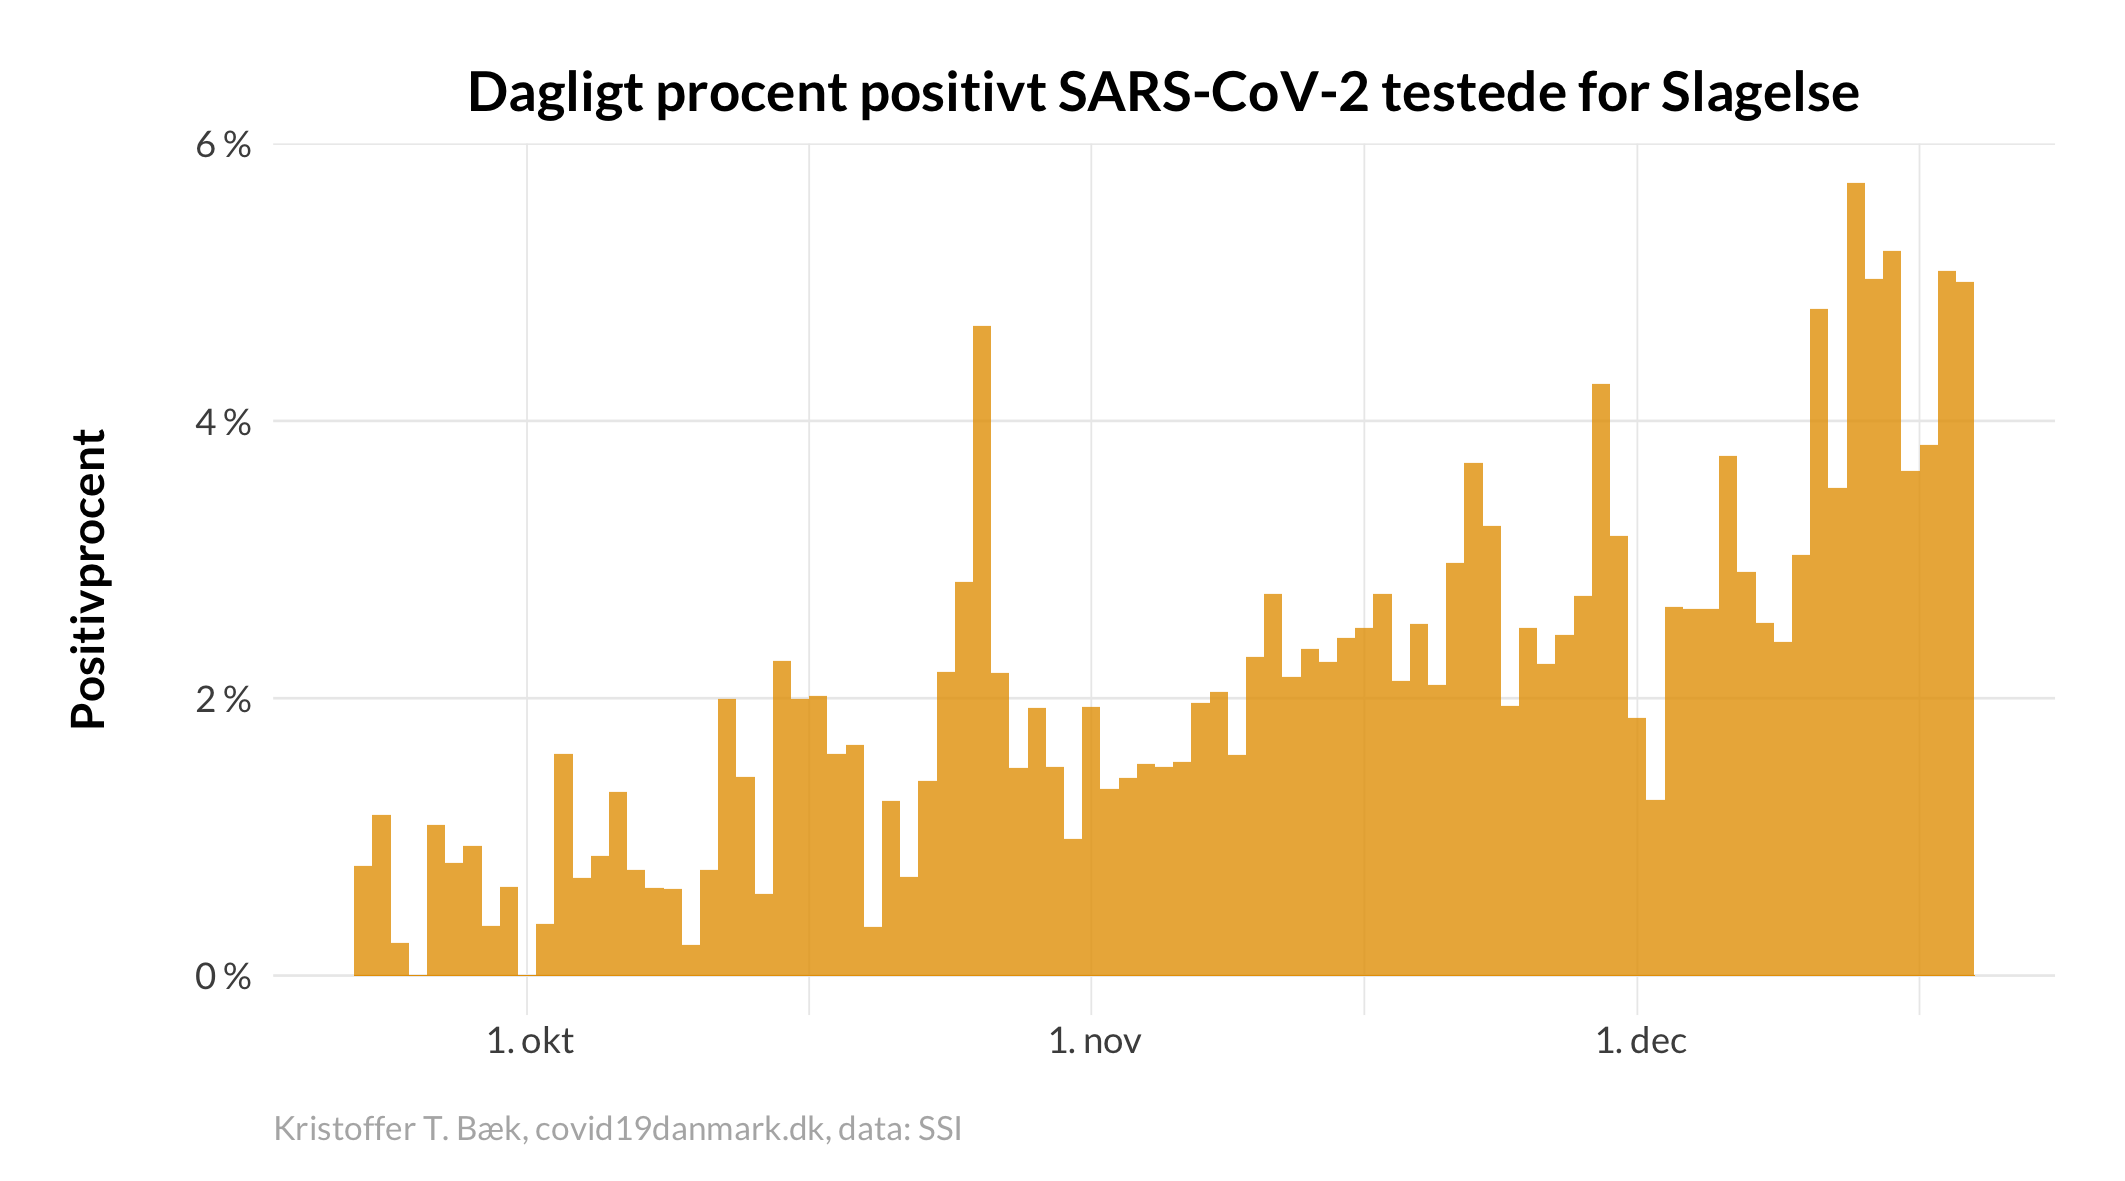 Dagligt procent positivt SARS-CoV-2 testede for Slagelse
6 %
4 %
2 %
0 %
Positivprocent
1. okt
1. nov
1. dec
Kristoffer T. Bæk, covid19danmark.dk, data: SSI